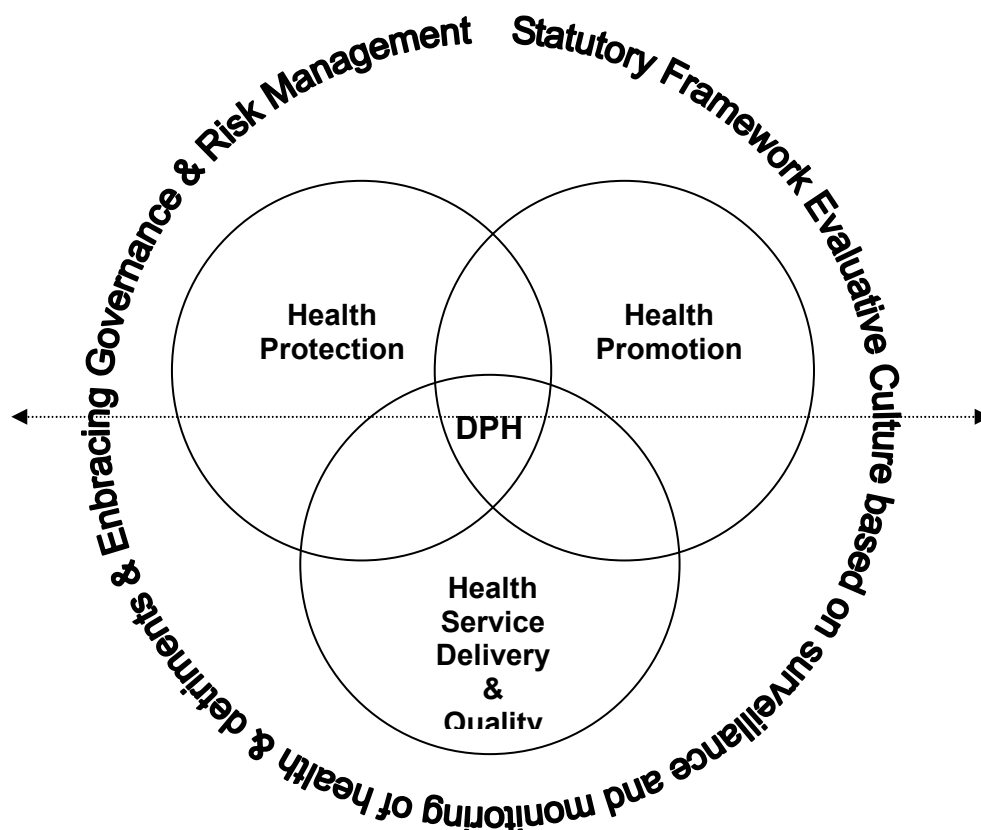 Statutory Framework Evaluative Culture based on surveillance and monitoring of health & detriments & Enbracing Governance & Risk Management
Health
Protection
Health
Promotion
DPH
Health
Service
Delivery
&
Quality